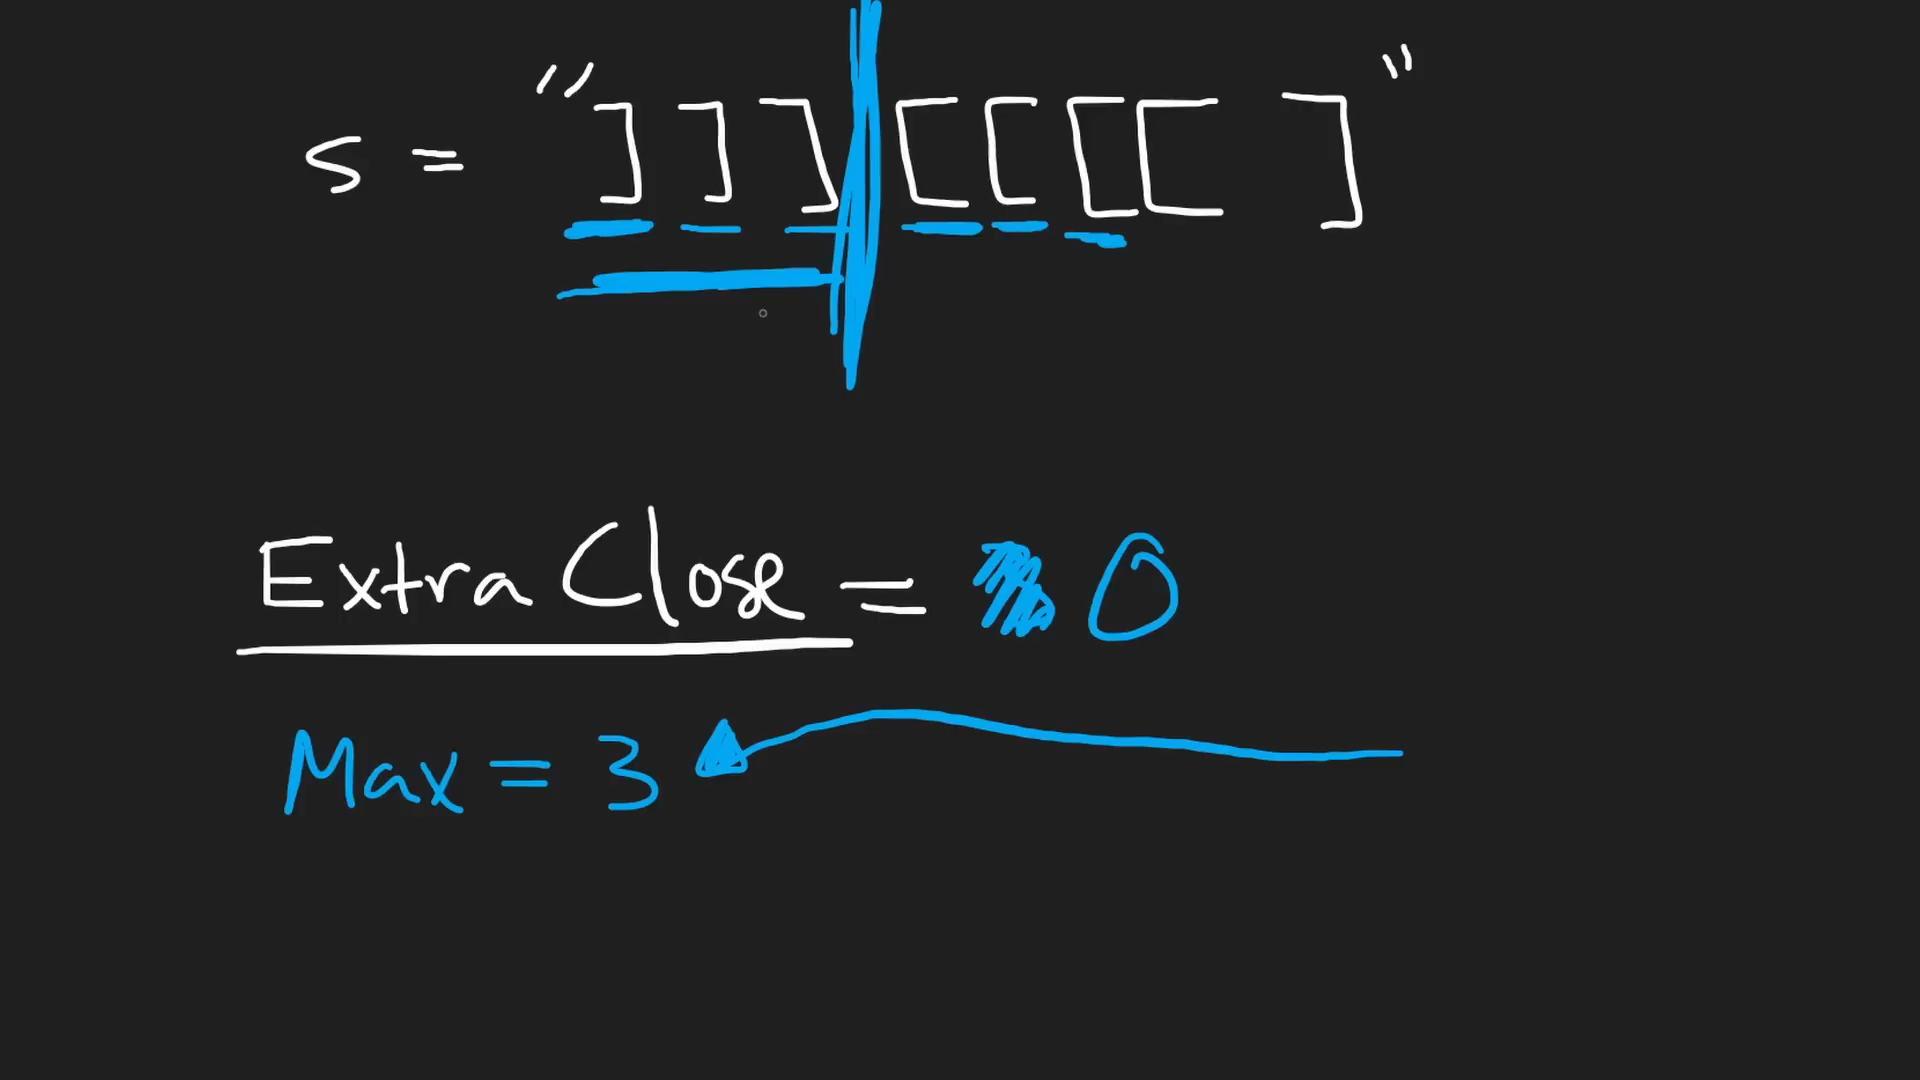 s = "]]][[[[]"
Extra Close = 0
Max = 3